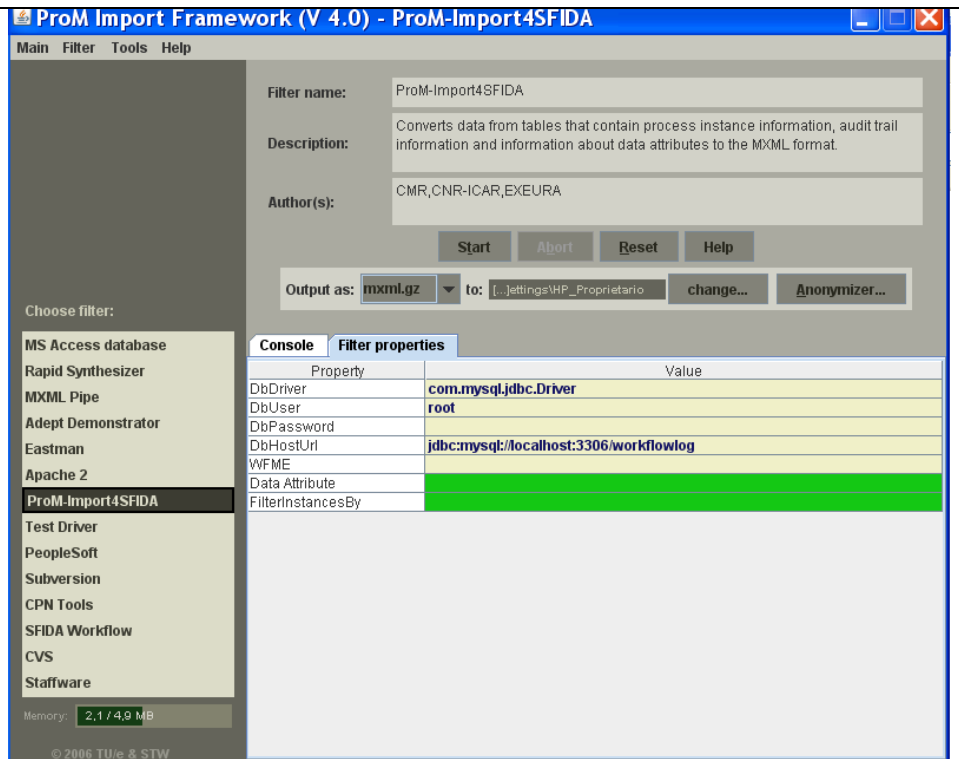 ProM Import Framework (V 4.0) - ProM-Import4SFIDA
Main Filter Tools Help
Filter name: ProM-Import4SFIDA
Description: Converts data from tables that contain process instance information, audit trail
information and information about data attributes to the MXML format.
Author(s): CMR,CNR-ICAR,EXEURA
Start Abort Reset Help
Output as: mxml.gz to: [...]ettings\HP_Proprietario change... Anonymizer...
Choose filter:
MS Access database
Rapid Synthesizer
MXML Pipe
Adept Demonstrator
Eastman
Apache 2
ProM-Import4SFIDA
Test Driver
PeopleSoft
Subversion
CPN Tools
SFIDA Workflow
CVS
Staffware
Memory: 2,1 / 4,9 MB
© 2006 TU/e & STW
Console Filter properties
Property Value
DbDriver com.mysql.jdbc.Driver
DbUser root
DbPassword
DbHostUrl jdbc:mysql://localhost:3306/workflowlog
WFME
Data Attribute
FilterInstancesBy